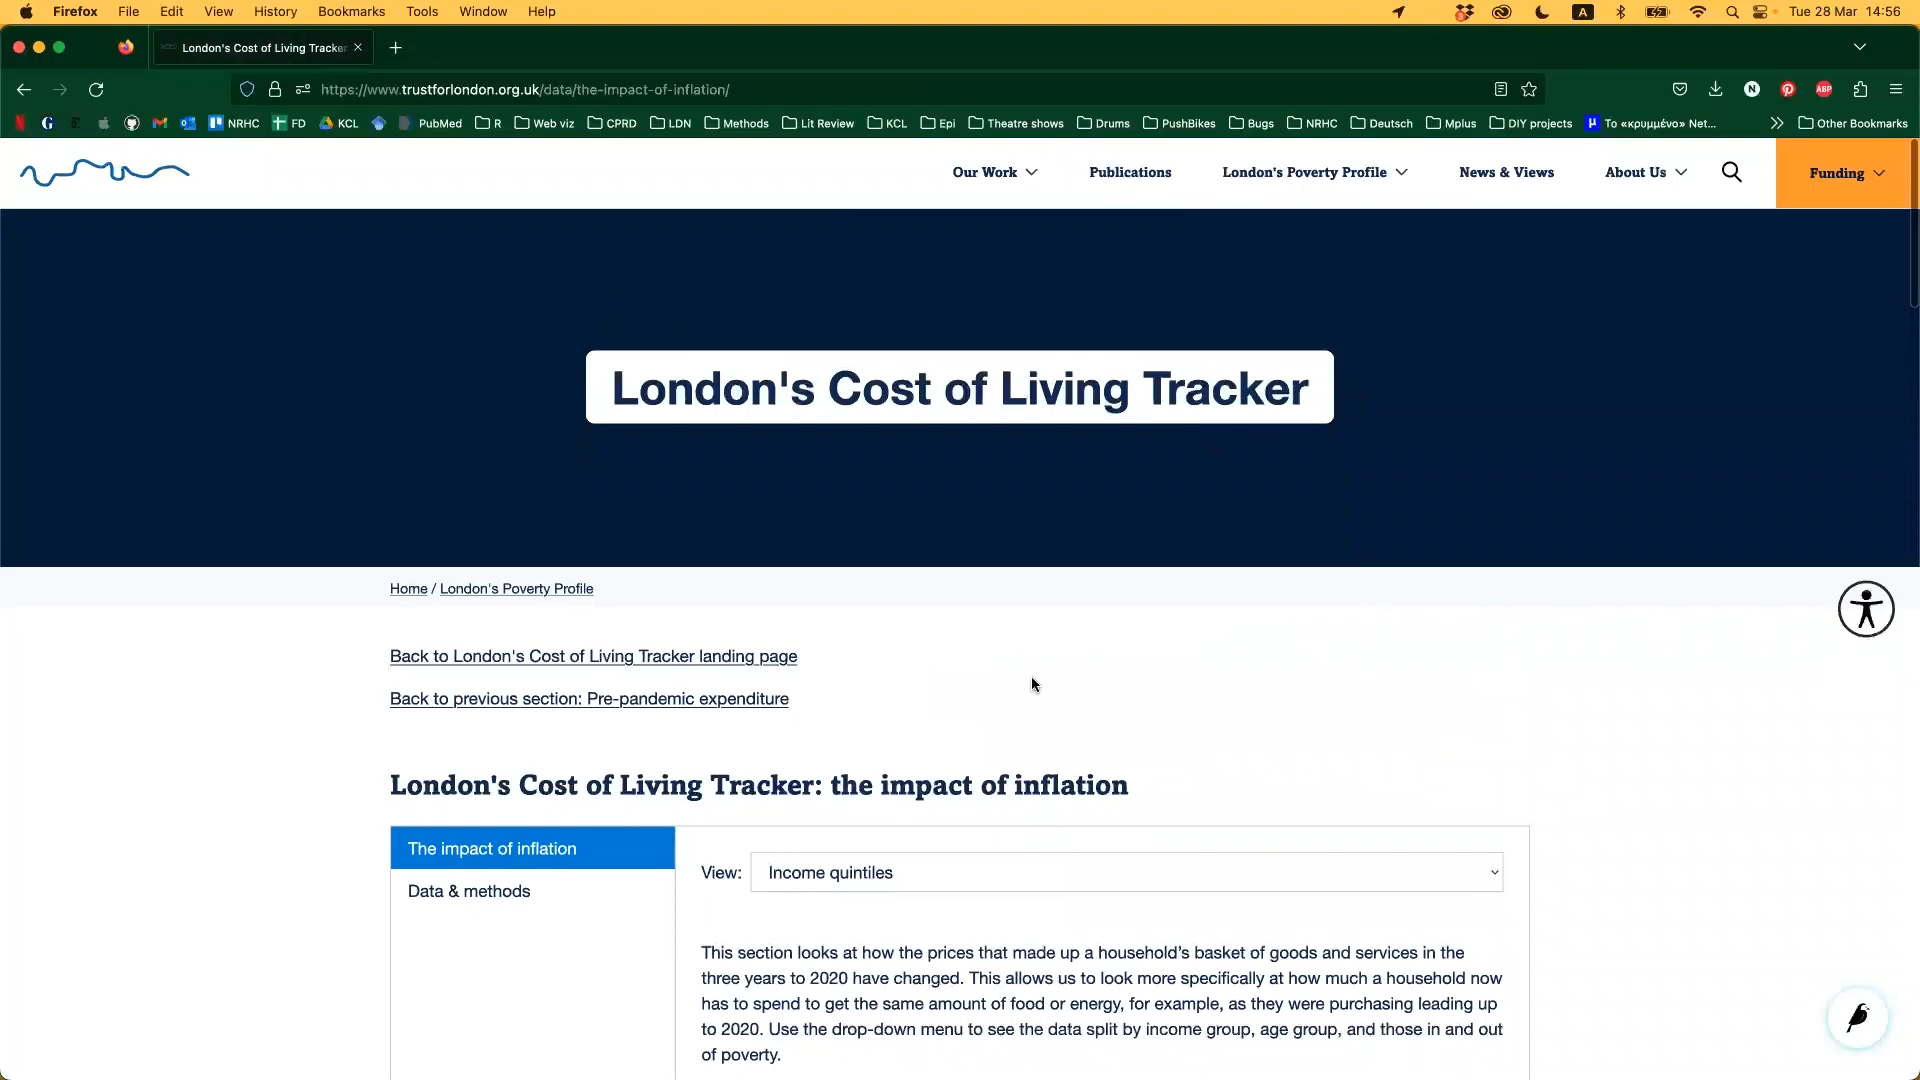 Firefox File Edit View History Bookmarks Tools Window Help A Tue 28 Mar 14:56
London's Cost of Living Tracker
https://www.trustforlondon.org.uk/data/the-impact-of-inflation/ N ABP
G NRHC FD KCL PubMed R Web viz CPRD LDN Methods Lit Review KCL Epi Theatre shows Drums PushBikes Bugs NRHC Deutsch Mplus DIY projects μ Το «κρυμμένο» Net... Other Bookmarks
Our Work Publications London's Poverty Profile News & Views About Us Funding
London's Cost of Living Tracker
Home / London's Poverty Profile
Back to London's Cost of Living Tracker landing page
Back to previous section: Pre-pandemic expenditure
London's Cost of Living Tracker: the impact of inflation
The impact of inflation
Data & methods
View: Income quintiles
This section looks at how the prices that made up a household’s basket of goods and services in the
three years to 2020 have changed. This allows us to look more specifically at how much a household now
has to spend to get the same amount of food or energy, for example, as they were purchasing leading up
to 2020. Use the drop-down menu to see the data split by income group, age group, and those in and out
of poverty.